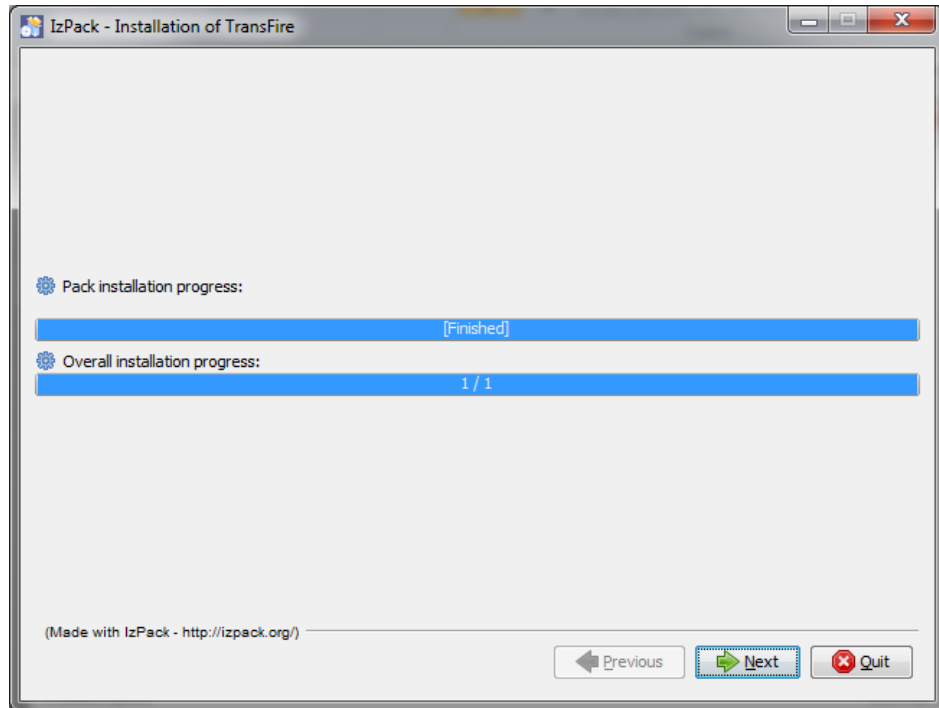 IzPack - Installation of TransFire
Pack installation progress:
[Finished]
Overall installation progress:
1 / 1
(Made with IzPack - http://izpack.org/)
Previous Next Quit